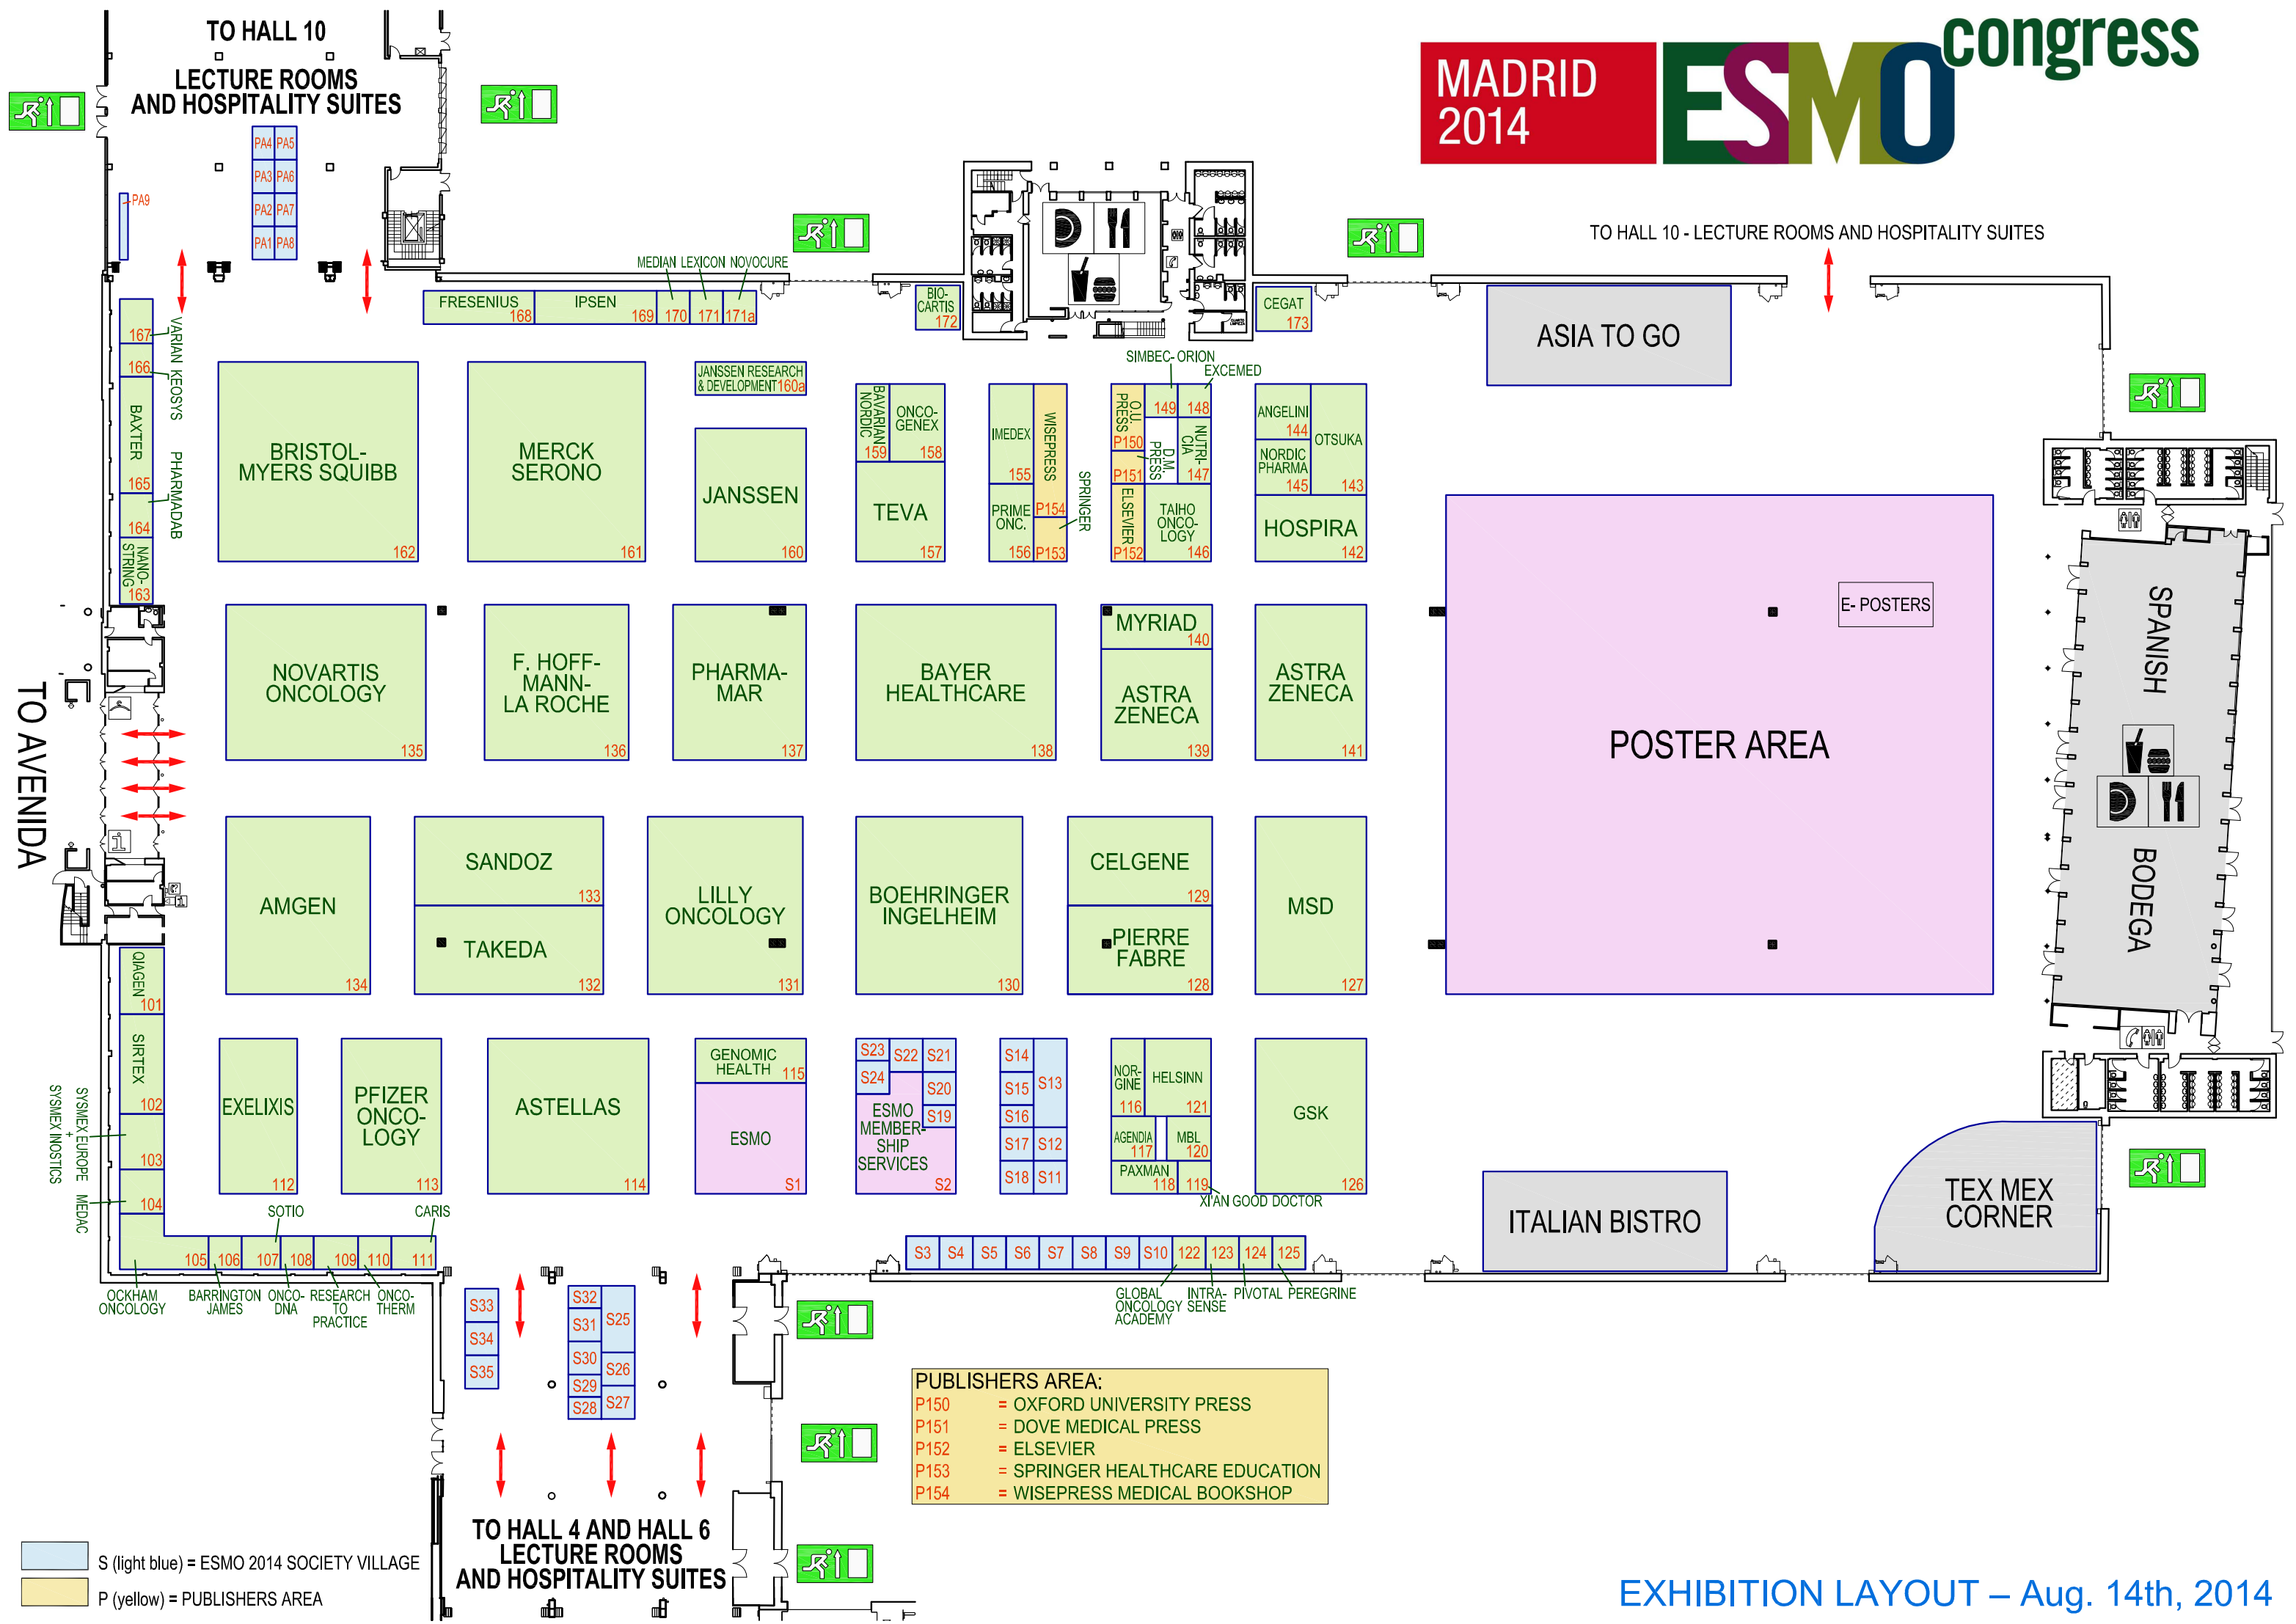 TO HALL 10
LECTURE ROOMS
AND HOSPITALITY SUITES
MADRID
2014
ESMO
congress
PA4 PA5
PA3 PA6
PA2 PA7
PA1 PA8
PA9
TO HALL 10 - LECTURE ROOMS AND HOSPITALITY SUITES
MEDIAN LEXICON NOVOCURE
FRESENIUS
168
IPSEN
169
170
171
171a
BIO-
CARTIS
172
CEGAT
173
ASIA TO GO
167
VARIAN
166
KEOSYS
BAXTER
165
PHARMADAB
164
NANO-
STRING
163
BRISTOL-
MYERS SQUIBB
162
MERCK
SERONO
161
JANSSEN RESEARCH
& DEVELOPMENT 160a
JANSSEN
160
BAVARIAN
NORDIC
159
ONCO-
GENEX
158
TEVA
157
IMEDEX
155
WISEPRESS
P154
PRIME
ONC.
156
P153
SPRINGER
SIMBEC-ORION
EXCEMED
O.U.
PRESS
P150
149
148
D.M.
PRESS
P151
NUTRI-
CIA
147
ELSEVIER
P152
TAIHO
ONCO-
LOGY
146
ANGELINI
144
NORDIC
PHARMA
145
OTSUKA
143
HOSPIRA
142
TO AVENIDA
NOVARTIS
ONCOLOGY
135
F. HOFF-
MANN-
LA ROCHE
136
PHARMA-
MAR
137
BAYER
HEALTHCARE
138
MYRIAD
140
ASTRA
ZENECA
139
ASTRA
ZENECA
141
E- POSTERS
POSTER AREA
SPANISH
BODEGA
AMGEN
134
SANDOZ
133
TAKEDA
132
LILLY
ONCOLOGY
131
BOEHRINGER
INGELHEIM
130
CELGENE
129
PIERRE
FABRE
128
MSD
127
QIAGEN
101
SIRTEX
102
SYSMEX EUROPE
+
SYSMEX INOSTICS
103
MEDAC
104
EXELIXIS
112
PFIZER
ONCO-
LOGY
113
ASTELLAS
114
GENOMIC
HEALTH
115
ESMO
S1
S23
S22
S21
S24
S20
S19
ESMO
MEMBER-
SHIP
SERVICES
S2
S14
S13
S15
S16
S17
S12
S18
S11
NOR-
GINE
116
HELSINN
121
AGENDIA
117
MBL
120
PAXMAN
118
119
XI'AN GOOD DOCTOR
GSK
126
ITALIAN BISTRO
TEX MEX
CORNER
SOTIO
CARIS
105
106
107
108
109
110
111
OCKHAM
ONCOLOGY
BARRINGTON
JAMES
ONCO-
DNA
RESEARCH
TO
PRACTICE
ONCO-
THERM
S3 S4 S5 S6 S7 S8 S9 S10 122 123 124 125
GLOBAL
ONCOLOGY
ACADEMY
INTRA-
SENSE
PIVOTAL PEREGRINE
S33
S34
S35
S32
S31
S25
S30
S26
S29
S28
S27
PUBLISHERS AREA:
P150 = OXFORD UNIVERSITY PRESS
P151 = DOVE MEDICAL PRESS
P152 = ELSEVIER
P153 = SPRINGER HEALTHCARE EDUCATION
P154 = WISEPRESS MEDICAL BOOKSHOP
TO HALL 4 AND HALL 6
LECTURE ROOMS
AND HOSPITALITY SUITES
S (light blue) = ESMO 2014 SOCIETY VILLAGE
P (yellow) = PUBLISHERS AREA
EXHIBITION LAYOUT – Aug. 14th, 2014